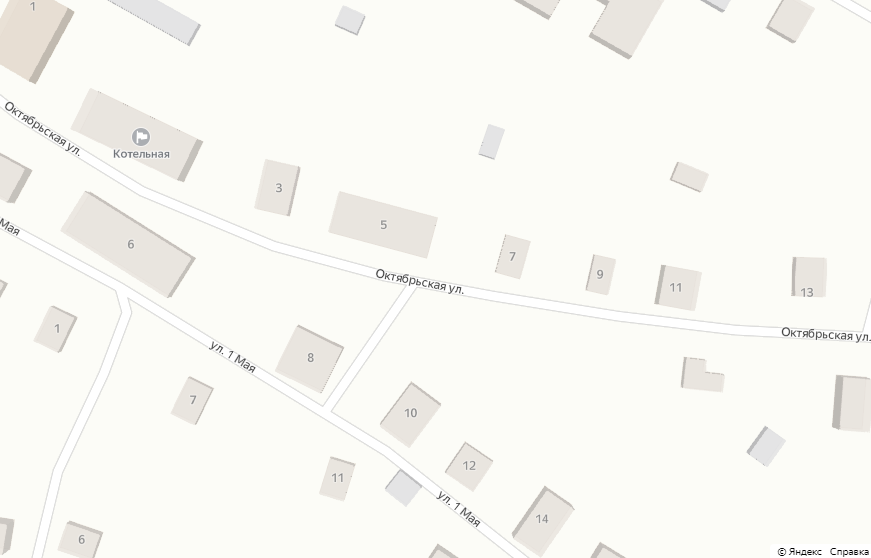 1
Октябрьская ул.
Котельная
3
Мая
6
5
7
9
11
13
Октябрьская ул.
Октябрьская ул.
1
ул. 1 Мая
8
7
10
11
12
ул. 1 Мая
14
6
© Яндекс Справка